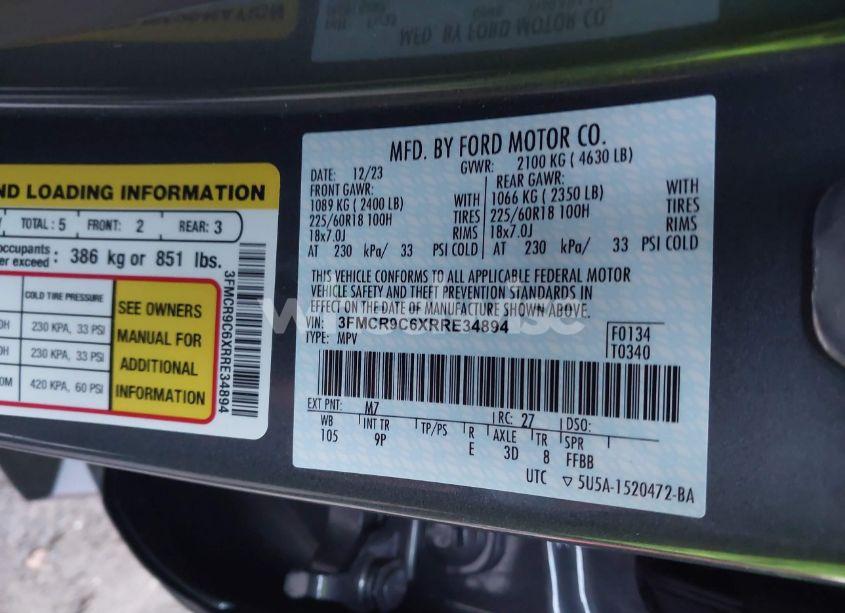 MFD. BY FORD MOTOR CO.
ND LOADING INFORMATION
TOTAL: 5 FRONT: 2 REAR: 3
occupants
er exceed : 386 kg or 851 lbs.
COLD TIRE PRESSURE
230 KPA, 33 PSI
230 KPA, 33 PSI
420 KPA, 60 PSI
SEE OWNERS
MANUAL FOR
ADDITIONAL
INFORMATION
3FMCR9C6XRRE34894
MFD. BY FORD MOTOR CO.
DATE: 12/23 GVWR: 2100 KG ( 4630 LB)
FRONT GAWR: REAR GAWR:
1089 KG ( 2400 LB) WITH 1066 KG ( 2350 LB) WITH
225/60R18 100H TIRES 225/60R18 100H TIRES
18x7.0J RIMS 18x7.0J RIMS
AT 230 kPa/ 33 PSI COLD AT 230 kPa/ 33 PSI COLD
THIS VEHICLE CONFORMS TO ALL APPLICABLE FEDERAL MOTOR
VEHICLE SAFETY AND THEFT PREVENTION STANDARDS IN
EFFECT ON THE DATE OF MANUFACTURE SHOWN ABOVE.
VIN: 3FMCR9C6XRRE34894
TYPE: MPV
F0134
T0340
EXT PNT: M7 RC: 27 DSO:
WB INT TR TP/PS R AXLE TR SPR
105 9P E 3D 8 FFBB
UTC ▽ 5U5A-1520472-BA